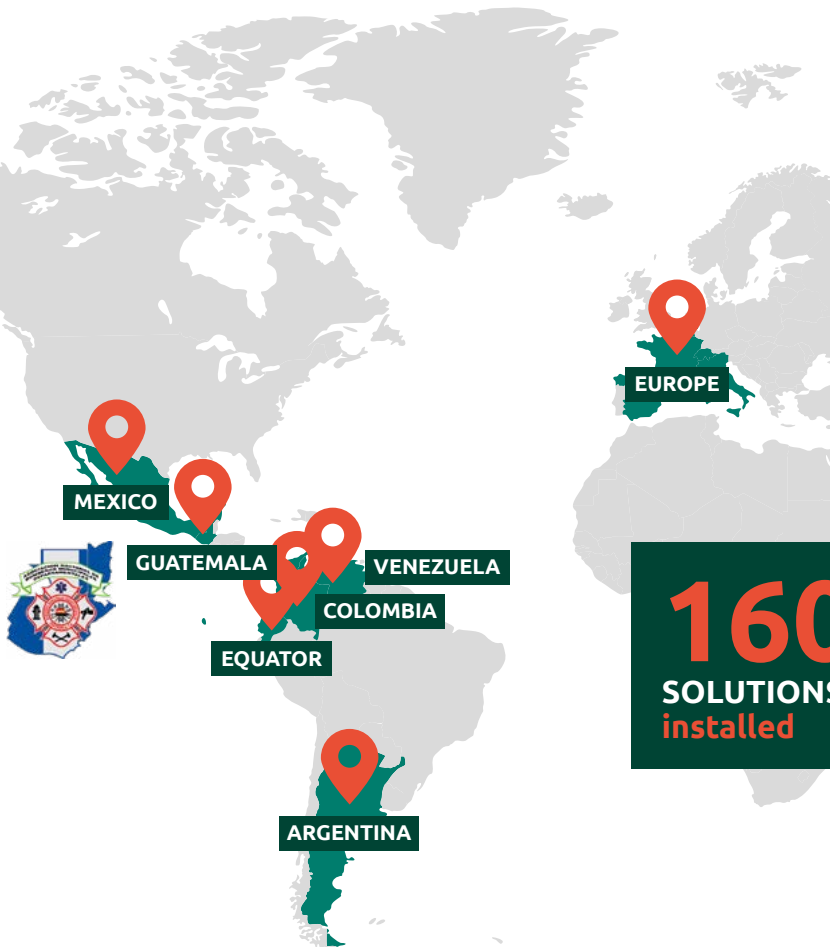 EUROPE
MEXICO
GUATEMALA
VENEZUELA
COLOMBIA
EQUATOR
160
SOLUTIONS
installed
ARGENTINA